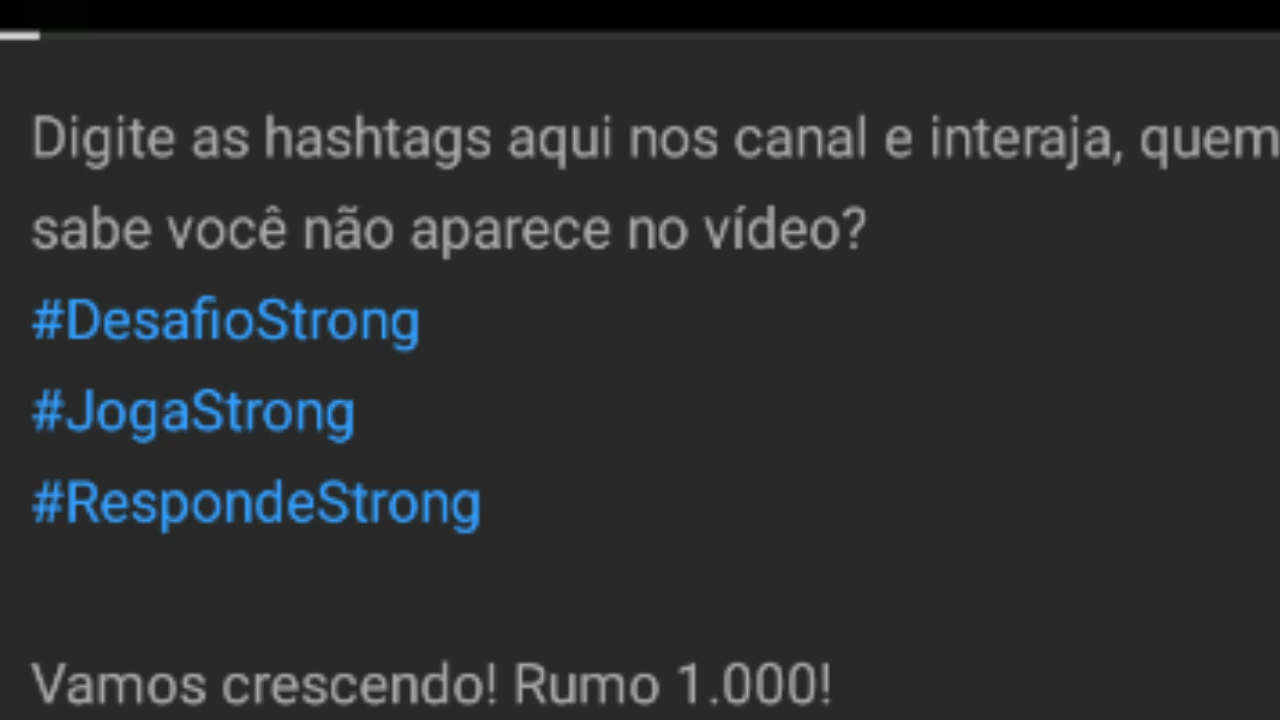 Digite as hashtags aqui nos canal e interaja, quem
sabe você não aparece no vídeo?
#DesafioStrong
#JogaStrong
#RespondeStrong
Vamos crescendo! Rumo 1.000!